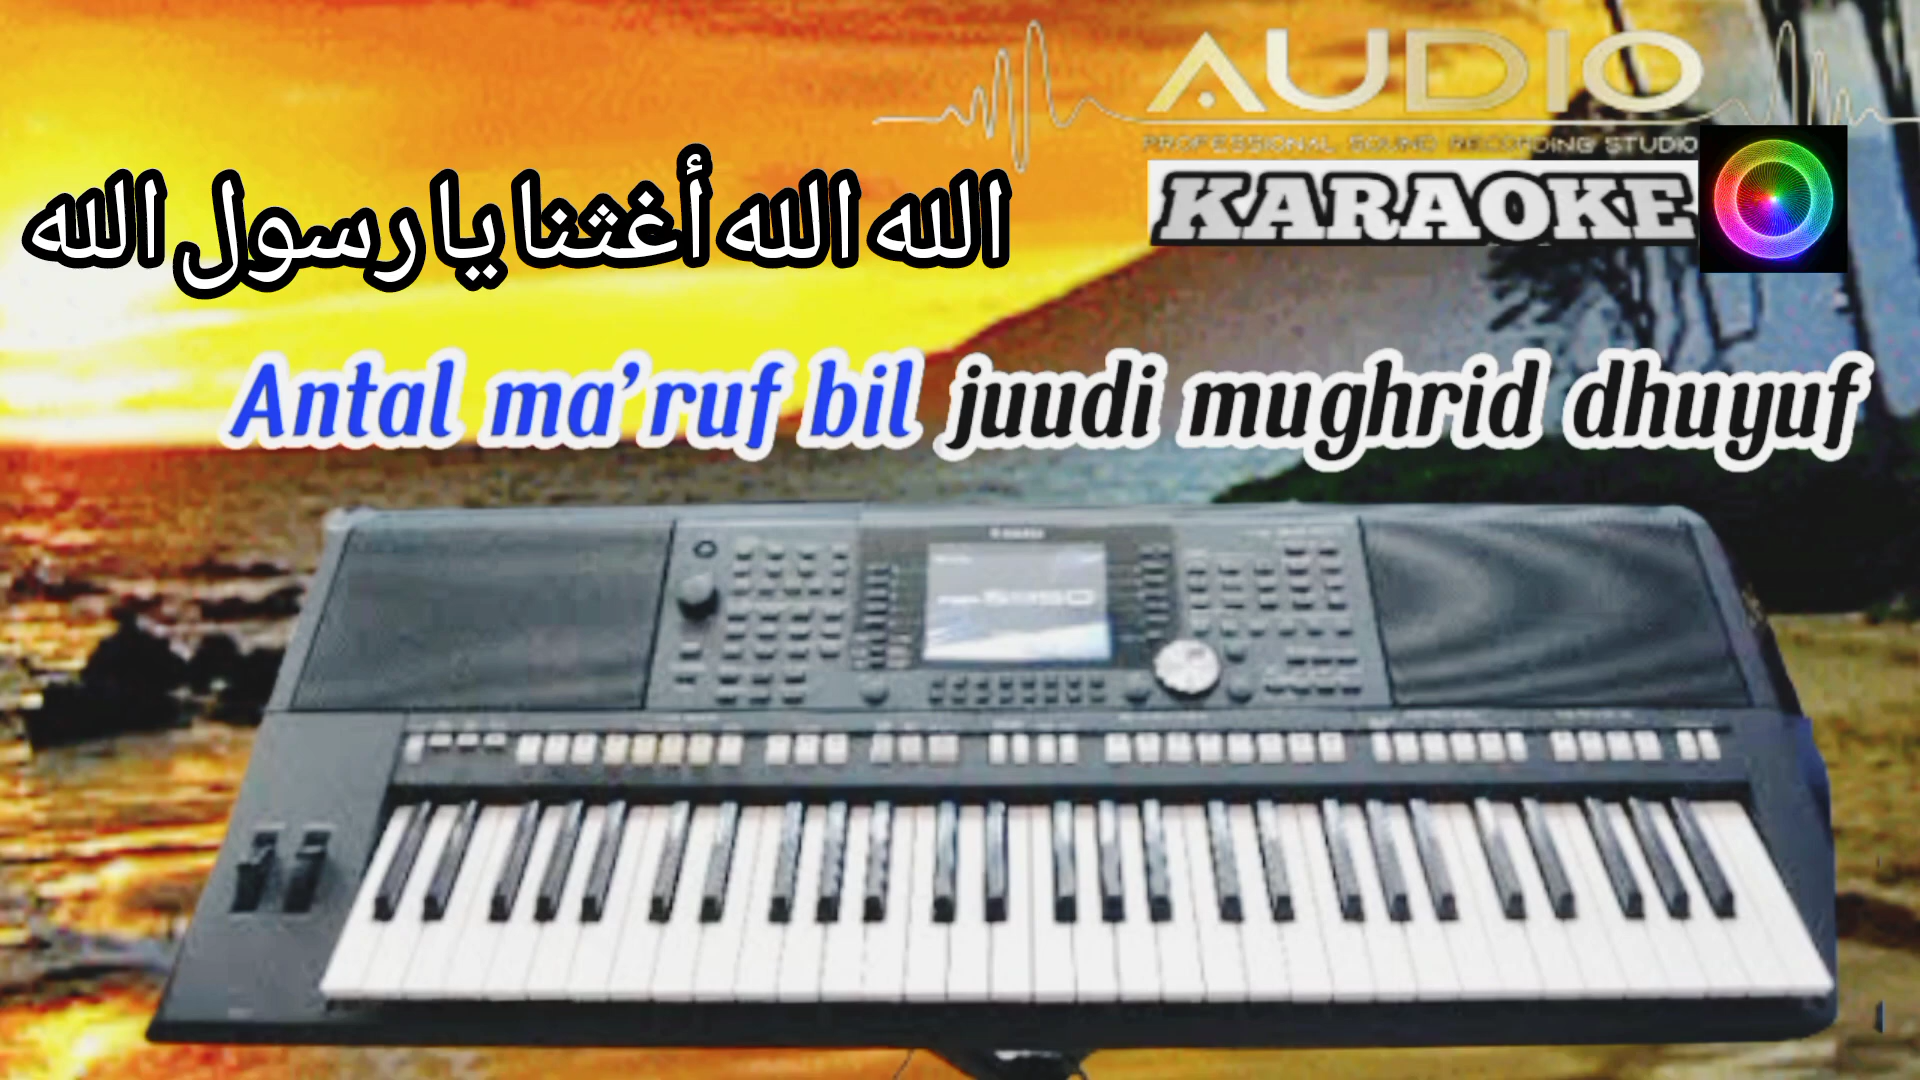 AUDIO
PROFESSIONAL SOUND RECORDING STUDIO
KARAOKE
الله الله أغثنا يا رسول الله
Antal ma’ruf bil juudi mughrid dhuyuf